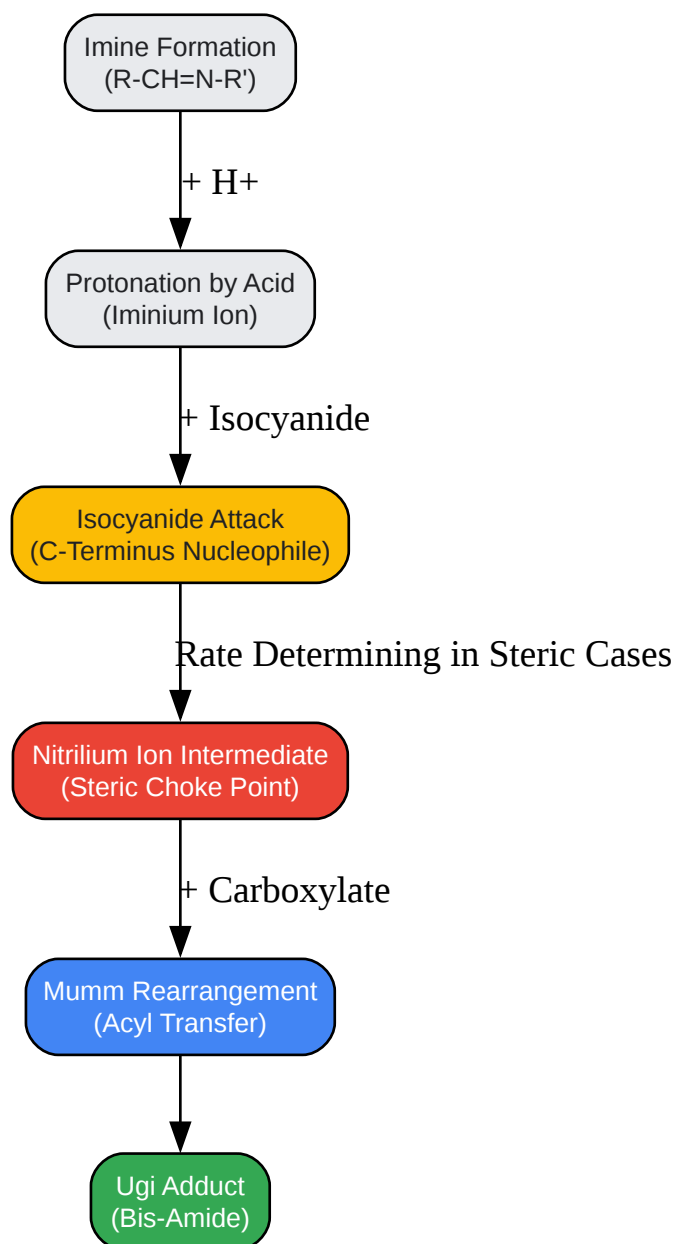 Imine Formation
(R-CH=N-R')
+ H+
Protonation by Acid
(Iminium Ion)
+ Isocyanide
Isocyanide Attack
(C-Terminus Nucleophile)
Rate Determining in Steric Cases
Nitrilium Ion Intermediate
(Steric Choke Point)
+ Carboxylate
Mumm Rearrangement
(Acyl Transfer)
Ugi Adduct
(Bis-Amide)